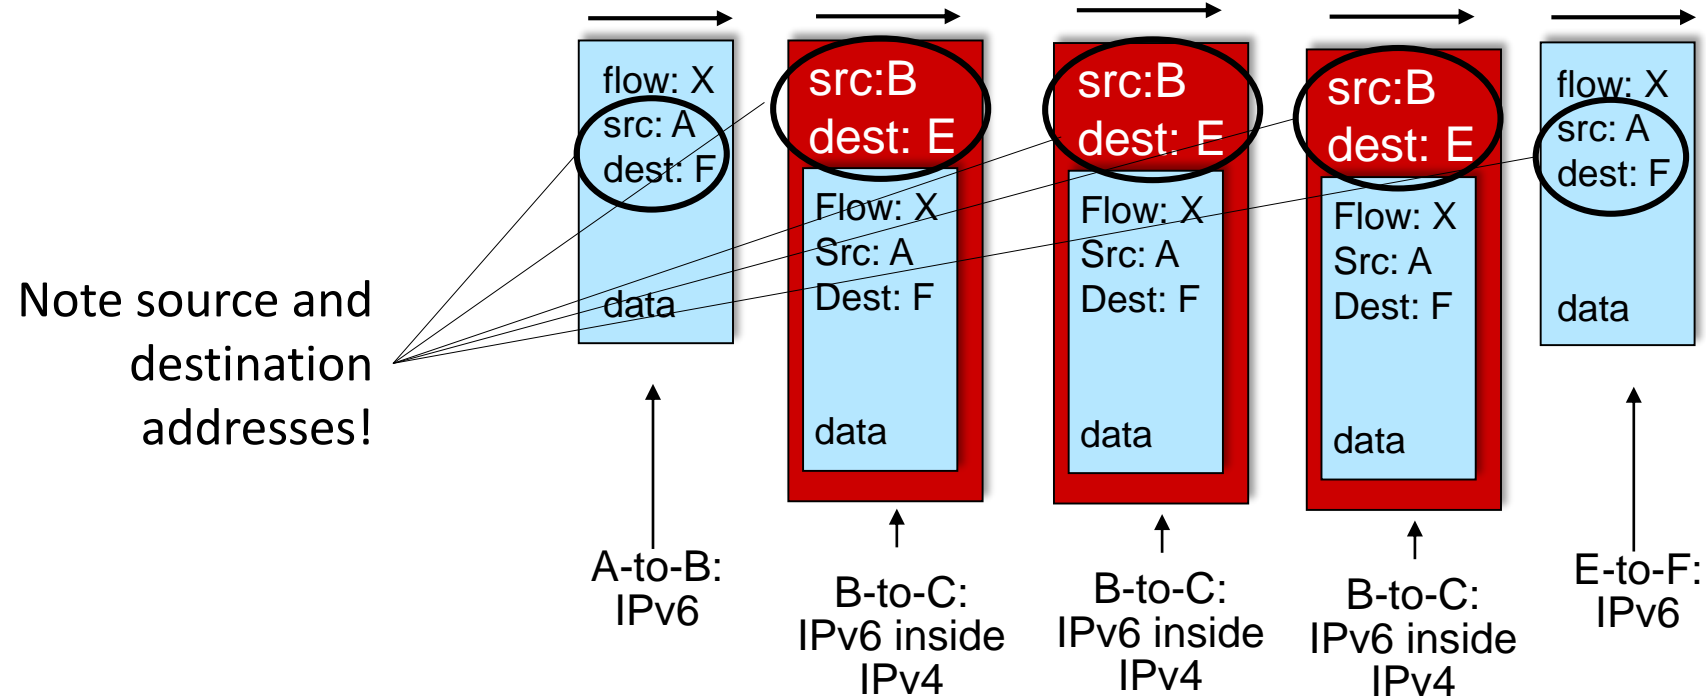 Note source and
destination
addresses!
flow: X
src: A
dest: F
data
A-to-B:
IPv6
src:B
dest: E
Flow: X
Src: A
Dest: F
data
B-to-C:
IPv6 inside
IPv4
src:B
dest: E
Flow: X
Src: A
Dest: F
data
B-to-C:
IPv6 inside
IPv4
src:B
dest: E
Flow: X
Src: A
Dest: F
data
B-to-C:
IPv6 inside
IPv4
flow: X
src: A
dest: F
data
E-to-F:
IPv6